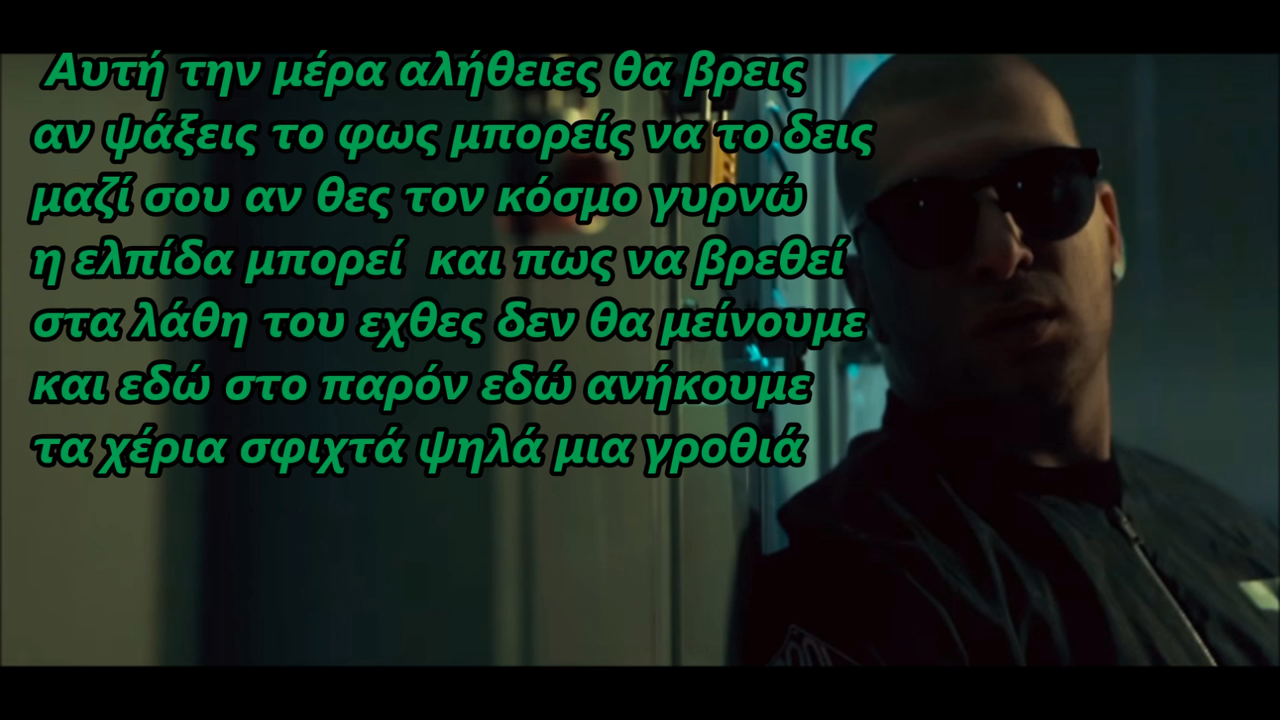 Αυτή την μέρα αλήθειες θα βρεις
αν ψάξεις το φως μπορείς να το δεις
μαζί σου αν θες τον κόσμο γυρνώ
η ελπίδα μπορεί  και πως να βρεθεί
στα λάθη του εχθες δεν θα μείνουμε
και εδώ στο παρόν εδώ ανήκουμε
τα χέρια σφιχτά ψηλά μια γροθιά